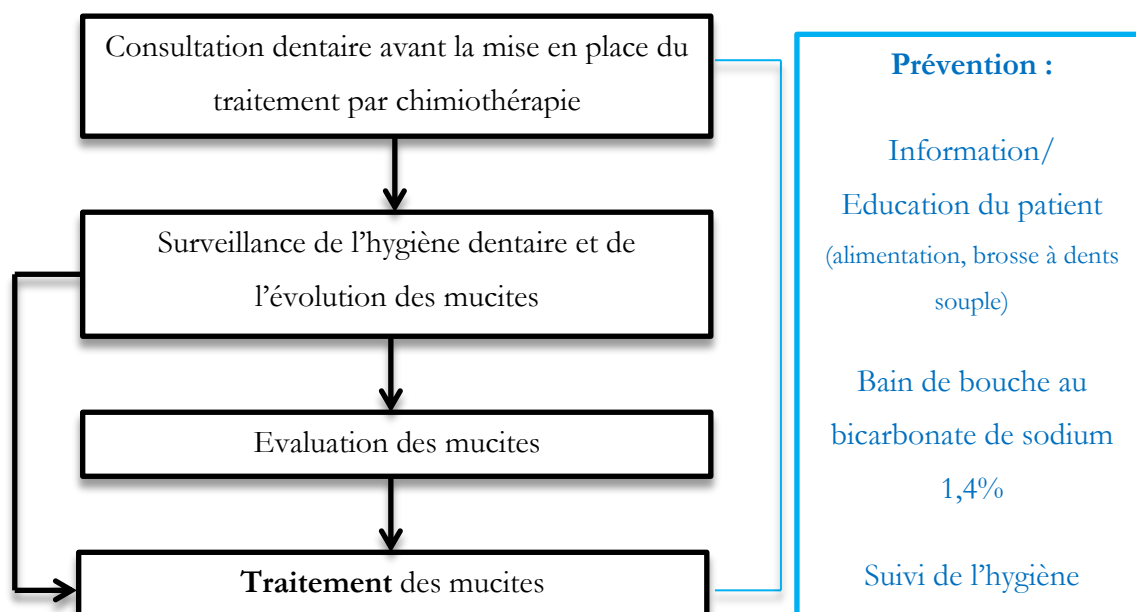 Consultation dentaire avant la mise en place du
traitement par chimiothérapie
Surveillance de l’hygiène dentaire et de
l’évolution des mucites
Evaluation des mucites
Traitement des mucites
Prévention :
Information/
Education du patient
(alimentation, brosse à dents
souple)
Bain de bouche au
bicarbonate de sodium
1,4%
Suivi de l’hygiène